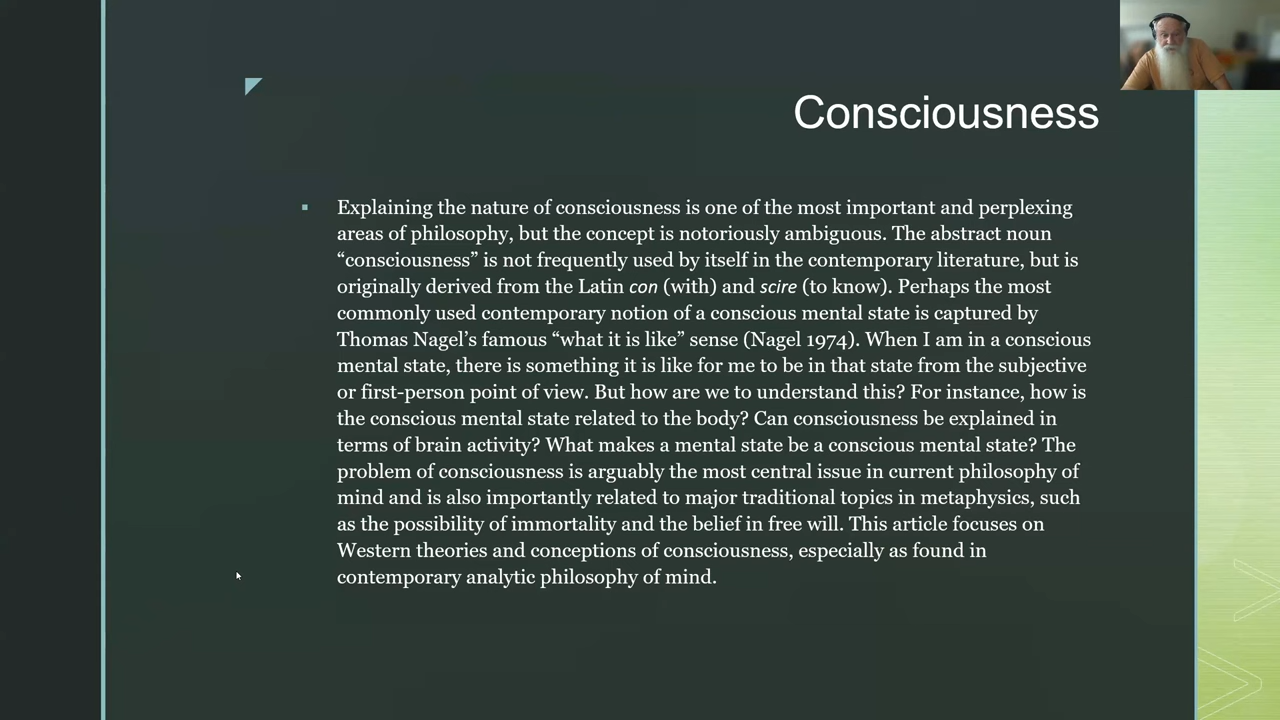 Consciousness
▪ Explaining the nature of consciousness is one of the most important and perplexing
areas of philosophy, but the concept is notoriously ambiguous. The abstract noun
“consciousness” is not frequently used by itself in the contemporary literature, but is
originally derived from the Latin con (with) and scire (to know). Perhaps the most
commonly used contemporary notion of a conscious mental state is captured by
Thomas Nagel’s famous “what it is like” sense (Nagel 1974). When I am in a conscious
mental state, there is something it is like for me to be in that state from the subjective
or first-person point of view. But how are we to understand this? For instance, how is
the conscious mental state related to the body? Can consciousness be explained in
terms of brain activity? What makes a mental state be a conscious mental state? The
problem of consciousness is arguably the most central issue in current philosophy of
mind and is also importantly related to major traditional topics in metaphysics, such
as the possibility of immortality and the belief in free will. This article focuses on
Western theories and conceptions of consciousness, especially as found in
contemporary analytic philosophy of mind.